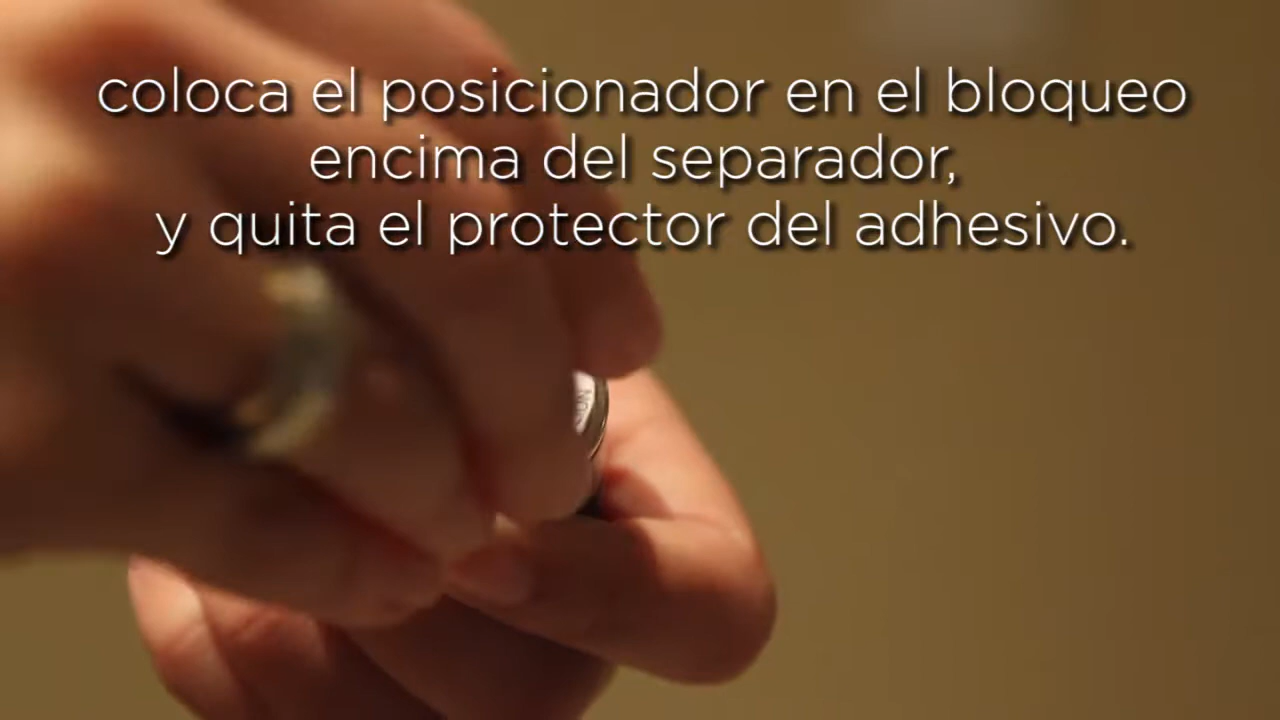 coloca el posicionador en el bloqueo
encima del separador,
y quita el protector del adhesivo.